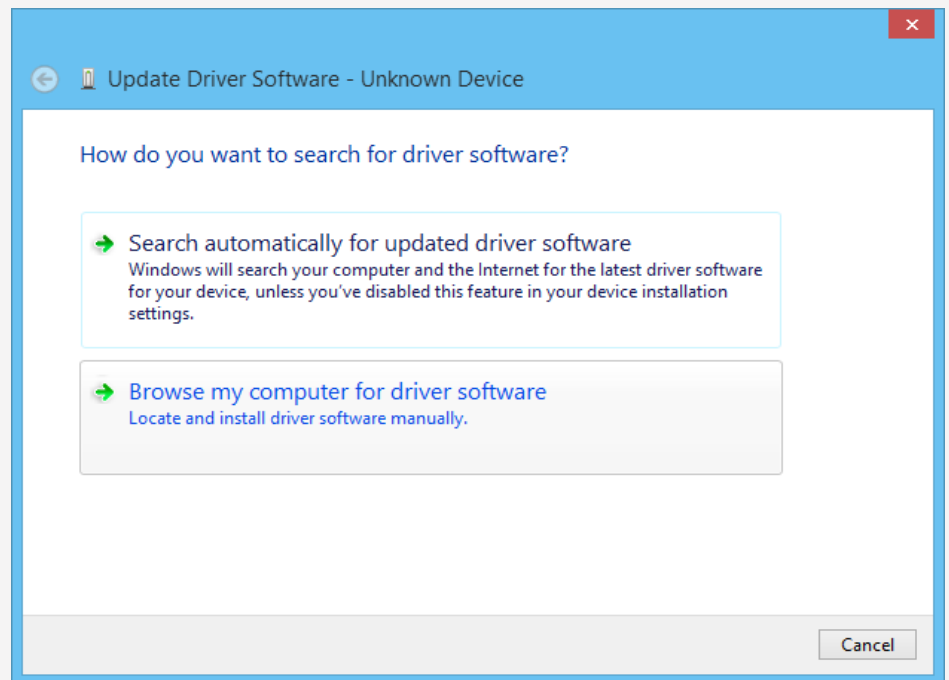 Update Driver Software - Unknown Device
How do you want to search for driver software?
Search automatically for updated driver software
Windows will search your computer and the Internet for the latest driver software
for your device, unless you've disabled this feature in your device installation
settings.
Browse my computer for driver software
Locate and install driver software manually.
Cancel